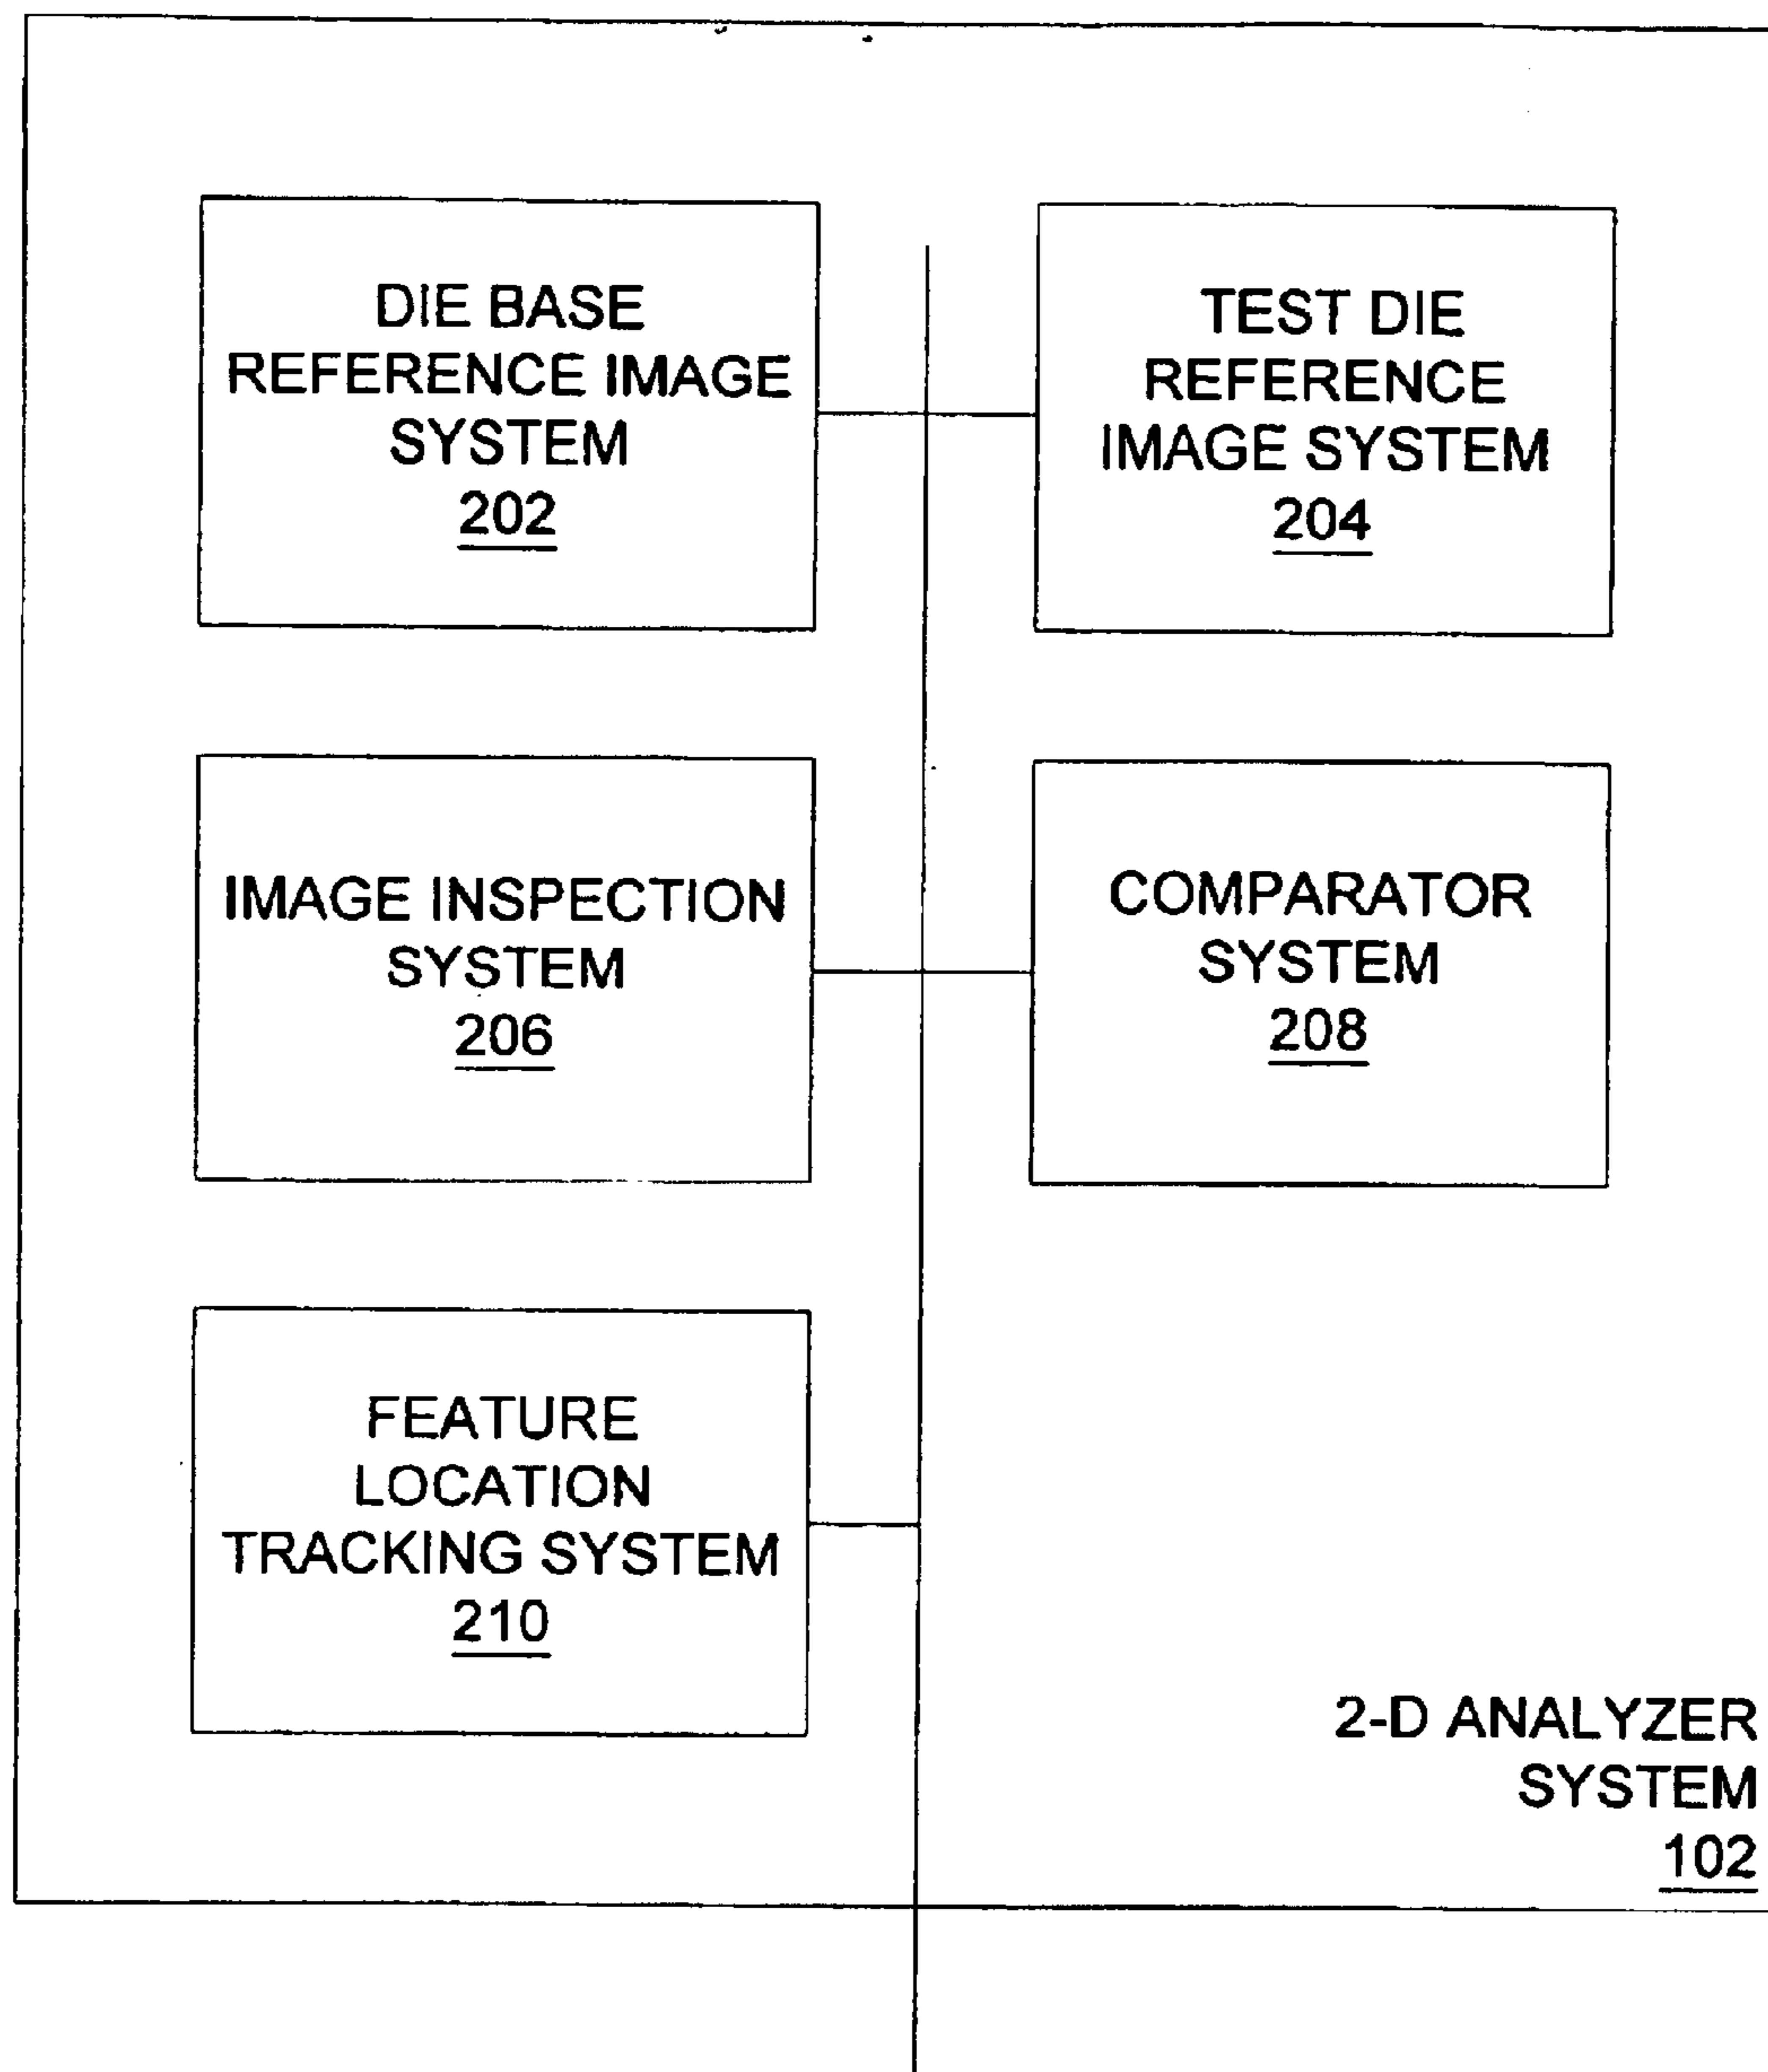 DIE BASE
REFERENCE IMAGE
SYSTEM
202
TEST DIE
REFERENCE
IMAGE SYSTEM
204
IMAGE INSPECTION
SYSTEM
206
COMPARATOR
SYSTEM
208
FEATURE
LOCATION
TRACKING SYSTEM
210
2-D ANALYZER
SYSTEM
102